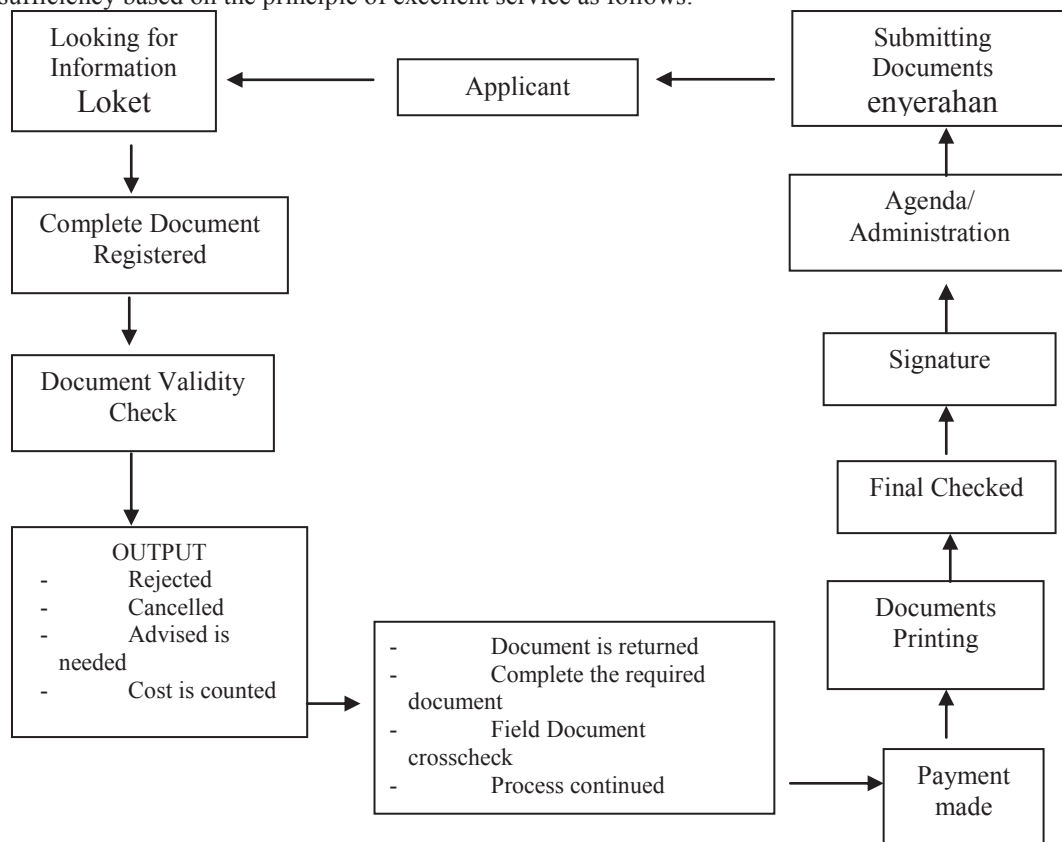 sufficiency based on the principle of excellent service as follows:
Looking for
Information
Loket
Applicant
Submitting
Documents
enyerahan
Complete Document
Registered
Agenda/
Administration
Document Validity
Check
Signature
Final Checked
OUTPUT
- Rejected
- Cancelled
- Advised is
needed
- Cost is counted
- Document is returned
- Complete the required
document
- Field Document
crosscheck
- Process continued
Documents
Printing
Payment
made